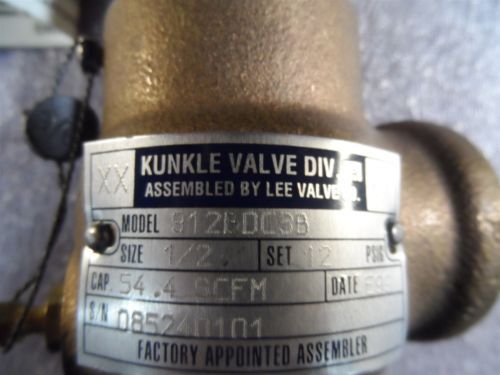 XX KUNKLE VALVE DIV.
ASSEMBLED BY LEE VALVE
MODEL 912BDC3B
SIZE 1/2 SET 12 PSIG
CAP. 54.4 SCFM DATE
S/N 085240101
FACTORY APPOINTED ASSEMBLER